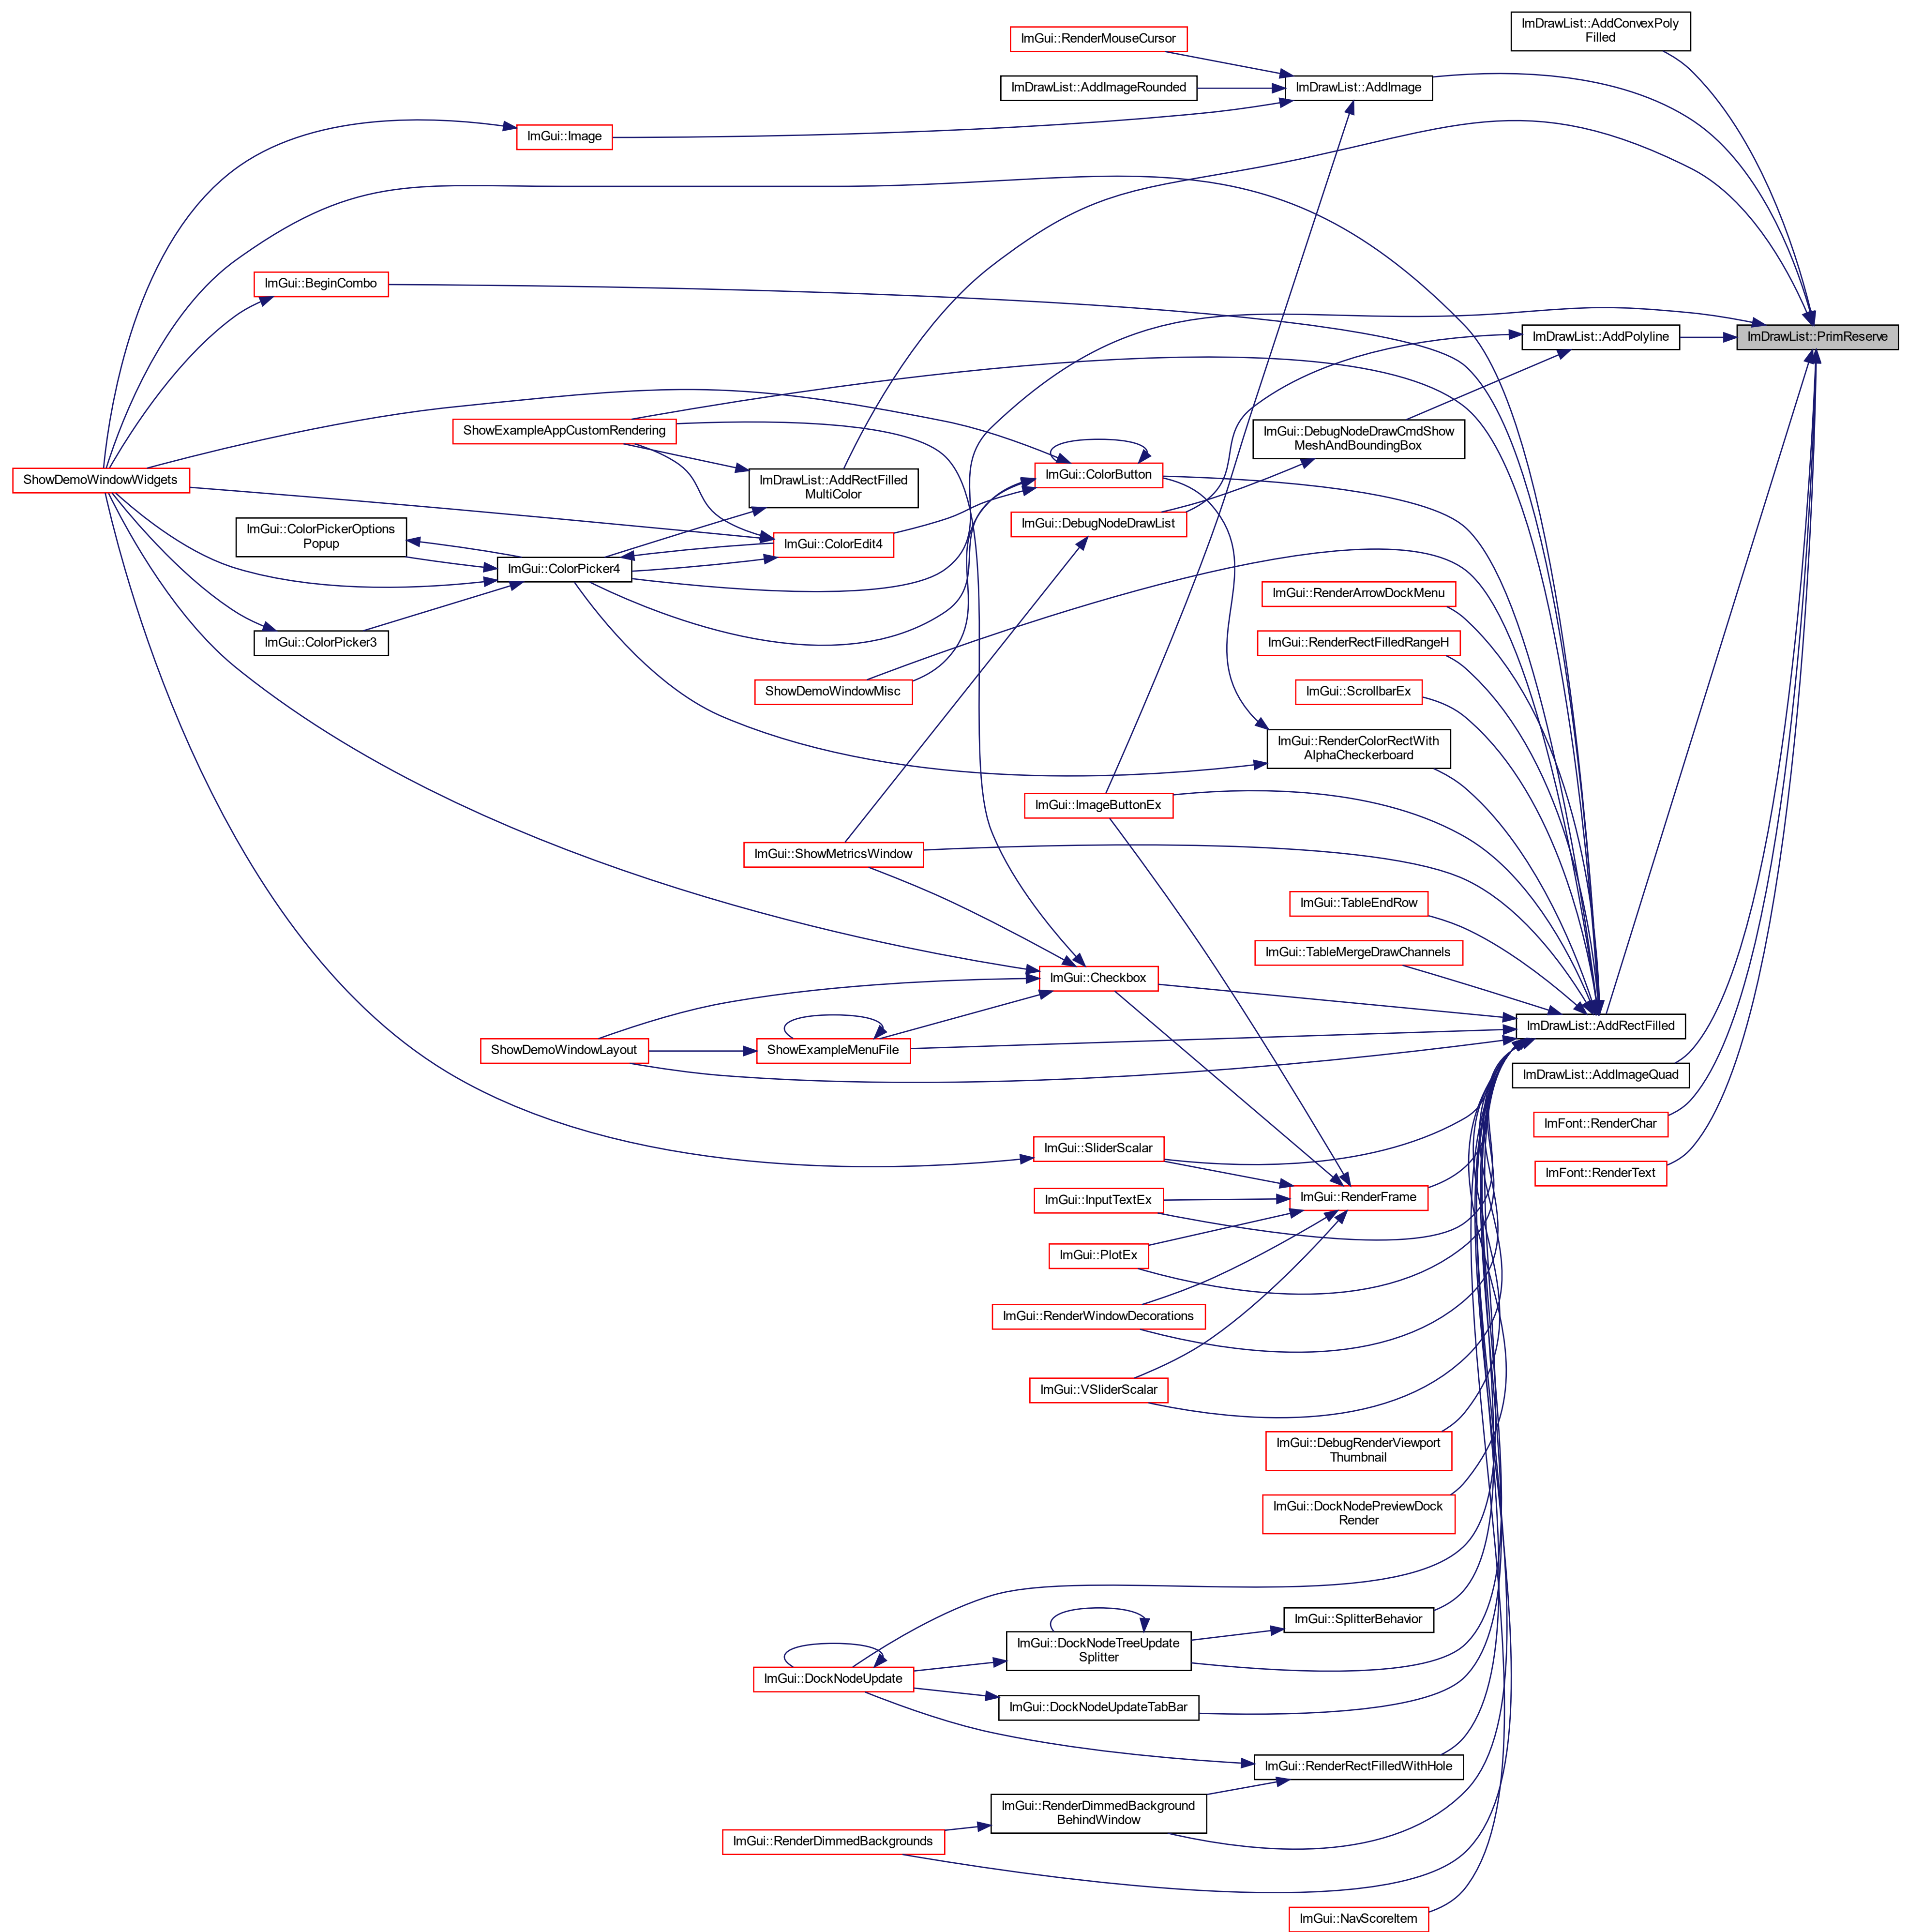 ImDrawList::AddConvexPoly
Filled
ImGui::RenderMouseCursor
ImDrawList::AddImage
ImDrawList::AddImageRounded
ImGui::Image
ImGui::BeginCombo
ImDrawList::AddPolyline
ImDrawList::PrimReserve
ShowExampleAppCustomRendering
ImGui::DebugNodeDrawCmdShow
MeshAndBoundingBox
ShowDemoWindowWidgets
ImDrawList::AddRectFilled
MultiColor
ImGui::ColorButton
ImGui::DebugNodeDrawList
ImGui::ColorPickerOptions
Popup
ImGui::ColorEdit4
ImGui::ColorPicker4
ImGui::RenderArrowDockMenu
ImGui::ColorPicker3
ImGui::RenderRectFilledRangeH
ShowDemoWindowMisc
ImGui::ScrollbarEx
ImGui::RenderColorRectWith
AlphaCheckerboard
ImGui::ImageButtonEx
ImGui::ShowMetricsWindow
ImGui::TableEndRow
ImGui::TableMergeDrawChannels
ImGui::Checkbox
ImDrawList::AddRectFilled
ShowDemoWindowLayout
ShowExampleMenuFile
ImDrawList::AddImageQuad
ImFont::RenderChar
ImGui::SliderScalar
ImFont::RenderText
ImGui::InputTextEx
ImGui::RenderFrame
ImGui::PlotEx
ImGui::RenderWindowDecorations
ImGui::VSliderScalar
ImGui::DebugRenderViewport
Thumbnail
ImGui::DockNodePreviewDock
Render
ImGui::SplitterBehavior
ImGui::DockNodeTreeUpdate
Splitter
ImGui::DockNodeUpdate
ImGui::DockNodeUpdateTabBar
ImGui::RenderRectFilledWithHole
ImGui::RenderDimmedBackground
BehindWindow
ImGui::RenderDimmedBackgrounds
ImGui::NavScoreItem